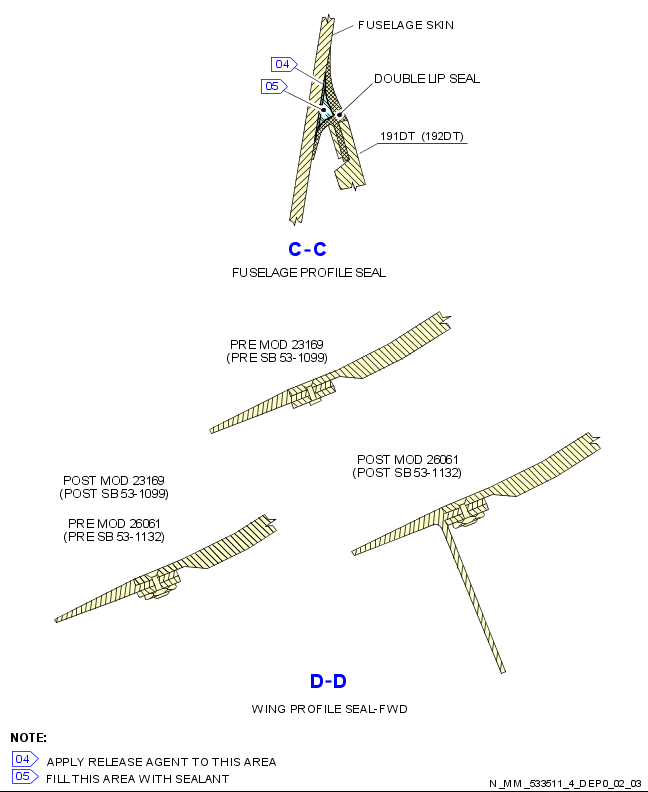 FUSELAGE SKIN
04
DOUBLE LIP SEAL
05
191DT (192DT)
C-C
FUSELAGE PROFILE SEAL
PRE MOD 23169
(PRE SB 53-1099)
POST MOD 26061
(POST SB 53-1132)
POST MOD 23169
(POST SB 53-1099)
PRE MOD 26061
(PRE SB 53-1132)
D-D
WING PROFILE SEAL-FWD
NOTE:
04 APPLY RELEASE AGENT TO THIS AREA
05 FILL THIS AREA WITH SEALANT
N_MM_533511_4_DEP0_02_03